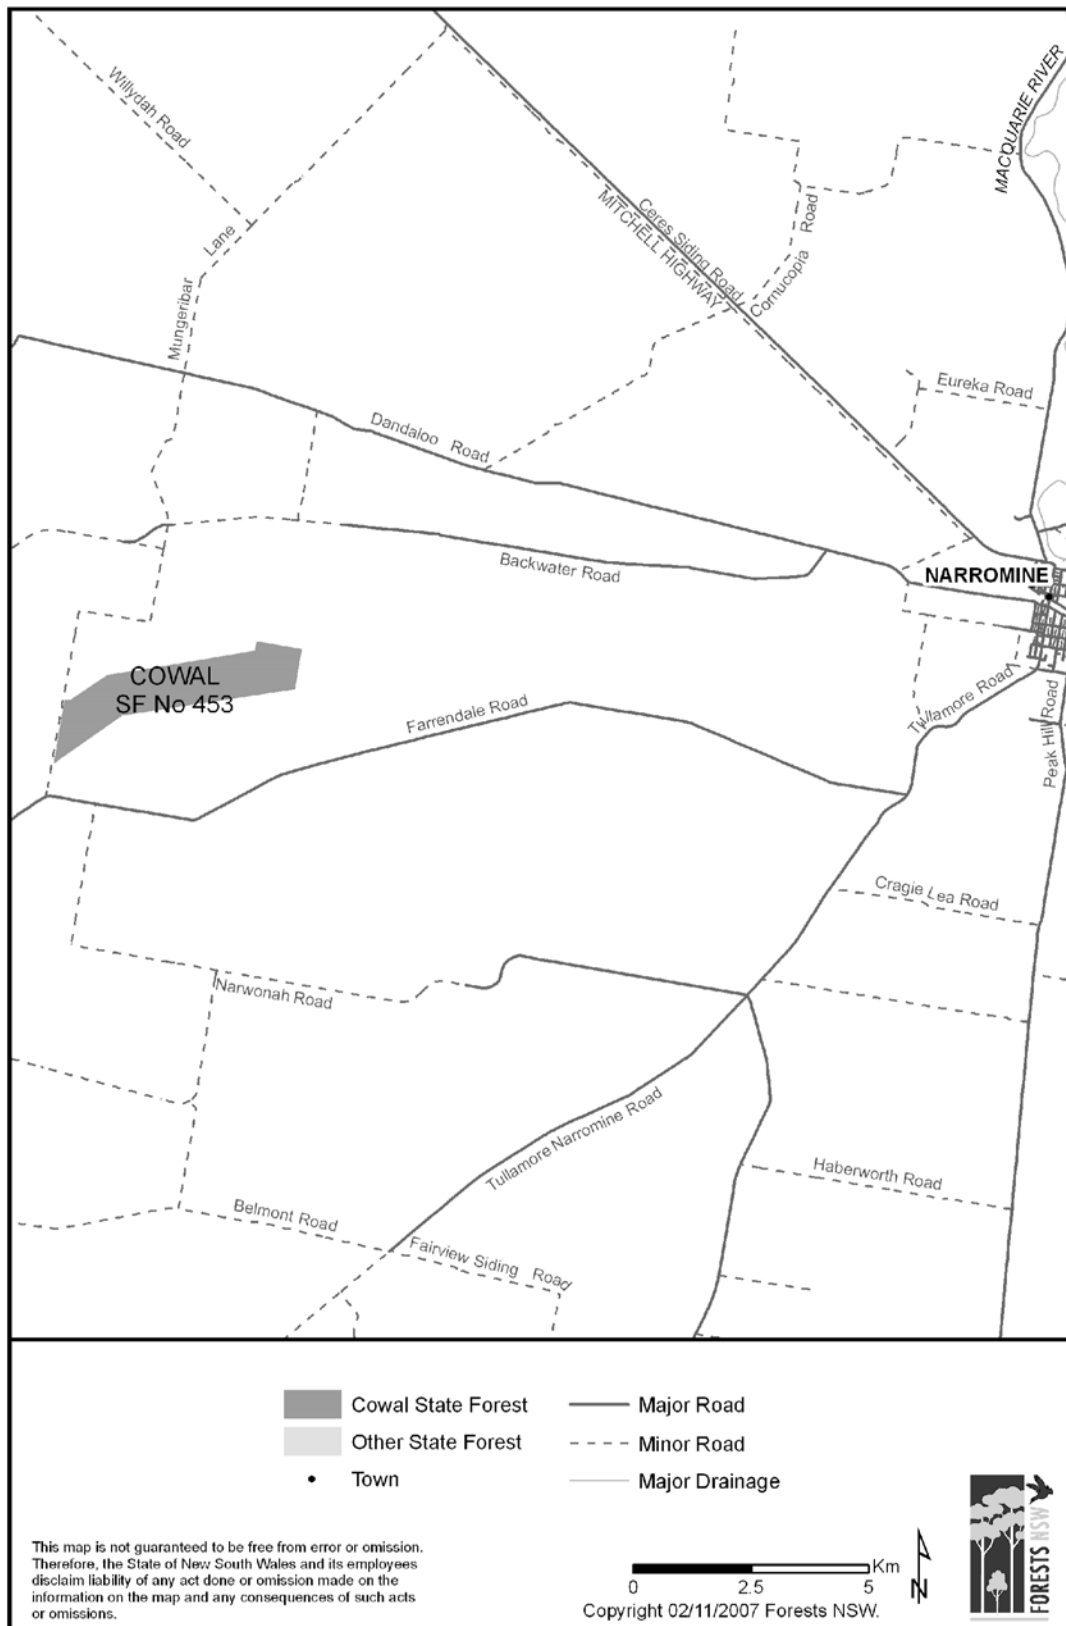 Willydah Road
MACQUARIE RIVER
Lane
Mungeribar
Ceres Siding Road
MITCHELL HIGHWAY
Cornucopia Road
Eureka Road
Dandaloo Road
Backwater Road
NARROMINE
COWAL
SF No 453
Farrendale Road
Tullamore Road
Peak Hill Road
Cragie Lea Road
Narwonah Road
Tullamore Narromine Road
Haberworth Road
Belmont Road
Fairview Siding Road
Cowal State Forest
Major Road
Other State Forest
Minor Road
Town
Major Drainage
This map is not guaranteed to be free from error or omission.
Therefore, the State of New South Wales and its employees
disclaim liability of any act done or omission made on the
information on the map and any consequences of such acts
or omissions.
Km
0 2.5 5
Copyright 02/11/2007 Forests NSW.
N
FORESTS NSW